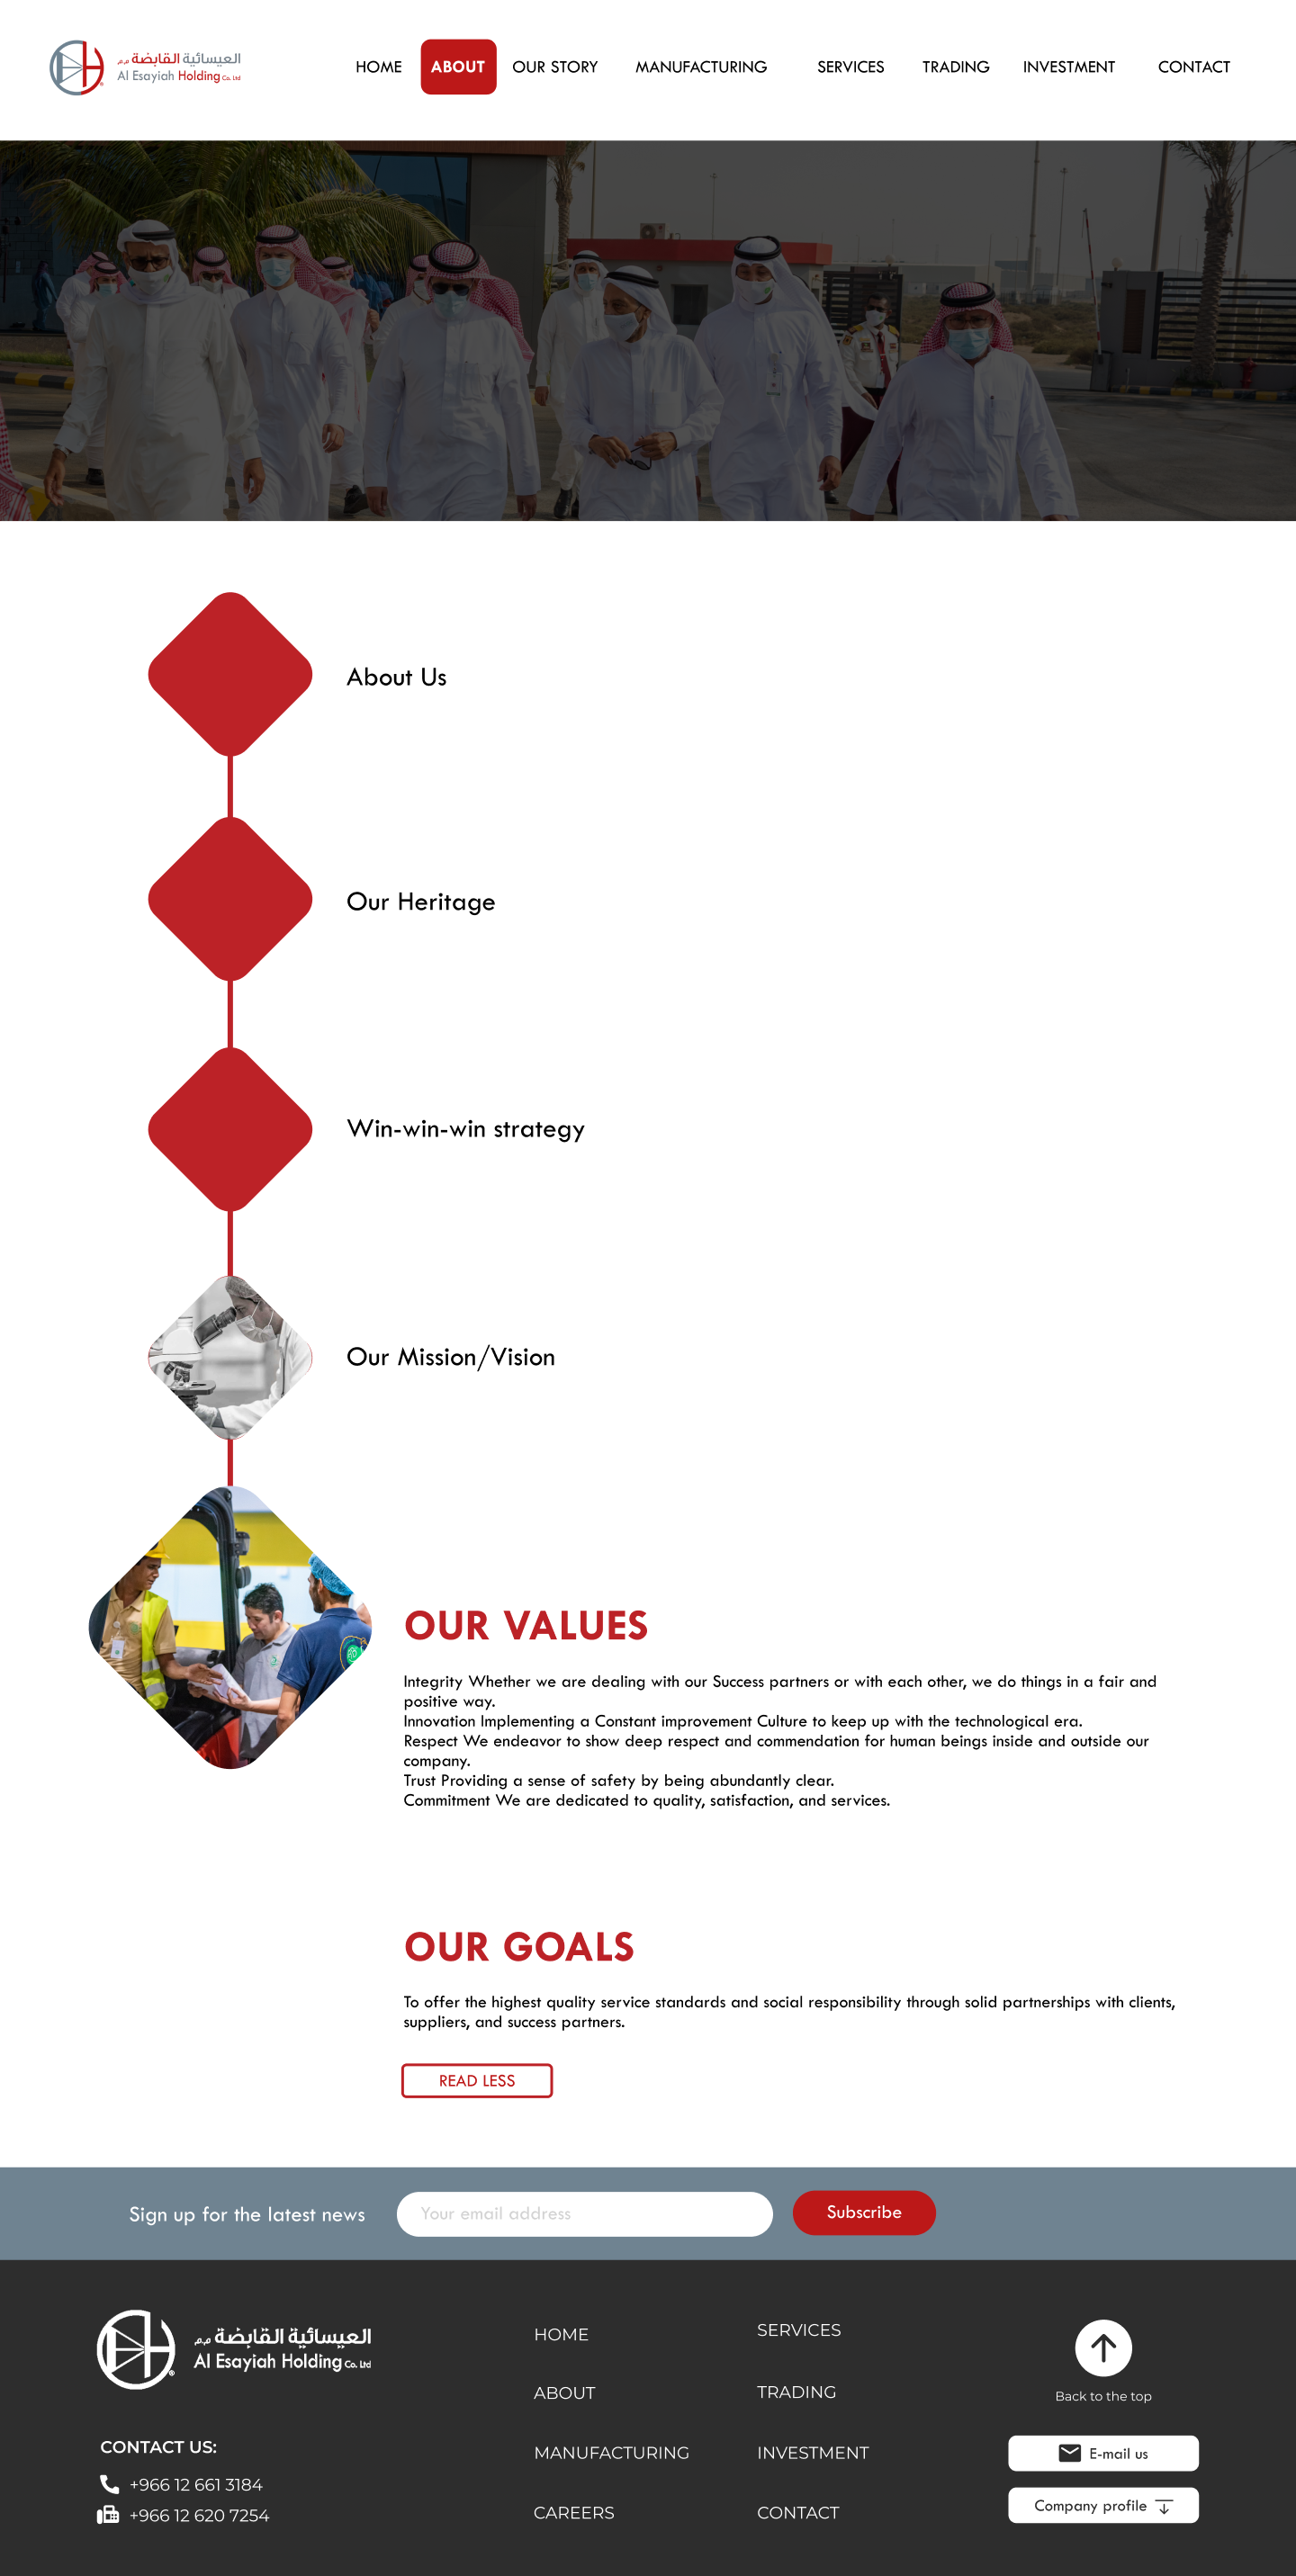 العيسائية القابضة م.م
Al Esayiah Holding Co. Ltd
HOME ABOUT OUR STORY MANUFACTURING SERVICES TRADING INVESTMENT CONTACT
About Us
Our Heritage
Win-win-win strategy
Our Mission/Vision
OUR VALUES
Integrity Whether we are dealing with our Success partners or with each other, we do things in a fair and
positive way.
Innovation Implementing a Constant improvement Culture to keep up with the technological era.
Respect We endeavor to show deep respect and commendation for human beings inside and outside our
company.
Trust Providing a sense of safety by being abundantly clear.
Commitment We are dedicated to quality, satisfaction, and services.
OUR GOALS
To offer the highest quality service standards and social responsibility through solid partnerships with clients,
suppliers, and success partners.
READ LESS
Sign up for the latest news Your email address Subscribe
العيسائية القابضة م.م
Al Esayiah Holding Co. Ltd
®
CONTACT US:
+966 12 661 3184
+966 12 620 7254
HOME
ABOUT
MANUFACTURING
CAREERS
SERVICES
TRADING
INVESTMENT
CONTACT
Back to the top
E-mail us
Company profile